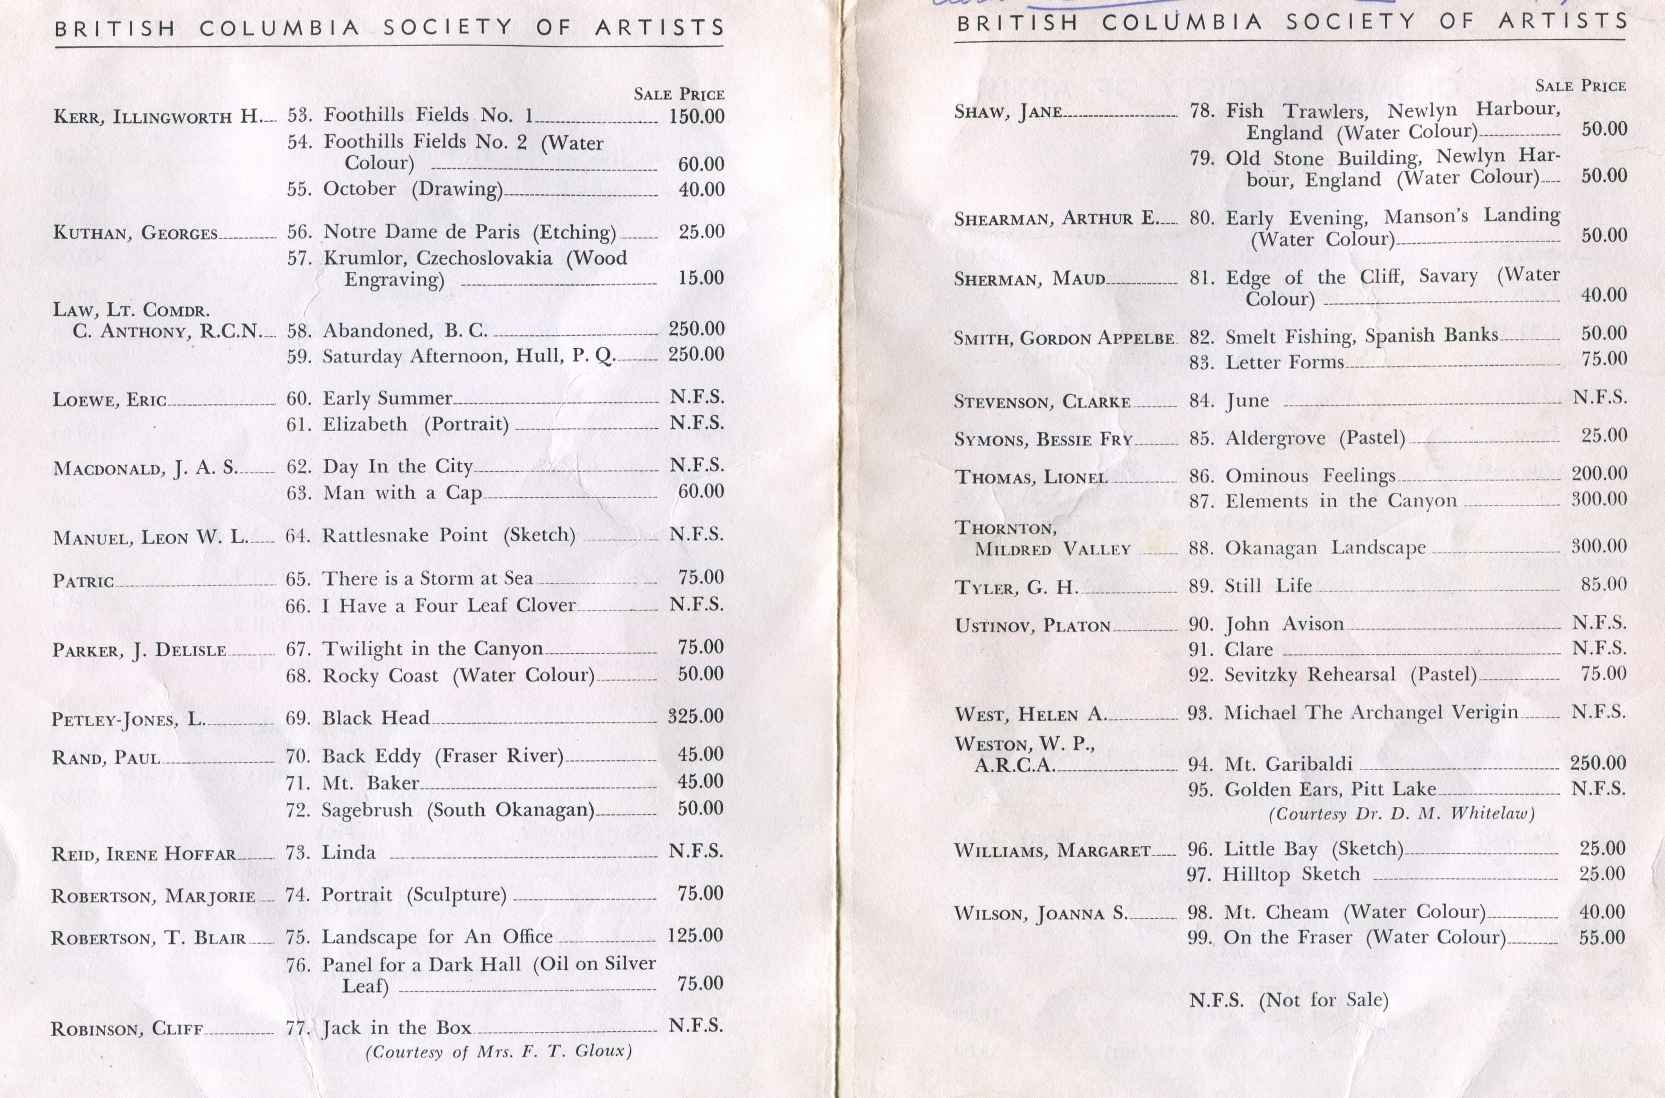 BRITISH COLUMBIA SOCIETY OF ARTISTS
SALE PRICE
KERR, ILLINGWORTH H. 53. Foothills Fields No. 1 150.00
54. Foothills Fields No. 2 (Water
Colour) 60.00
55. October (Drawing) 40.00
KUTHAN, GEORGES 56. Notre Dame de Paris (Etching) 25.00
57. Krumlor, Czechoslovakia (Wood
Engraving) 15.00
LAW, LT. COMDR.
C. ANTHONY, R.C.N. 58. Abandoned, B. C. 250.00
59. Saturday Afternoon, Hull, P. Q. 250.00
LOEWE, ERIC 60. Early Summer N.F.S.
61. Elizabeth (Portrait) N.F.S.
MACDONALD, J. A. S. 62. Day In the City N.F.S.
63. Man with a Cap 60.00
MANUEL, LEON W. L. 64. Rattlesnake Point (Sketch) N.F.S.
PATRIC 65. There is a Storm at Sea 75.00
66. I Have a Four Leaf Clover N.F.S.
PARKER, J. DELISLE 67. Twilight in the Canyon 75.00
68. Rocky Coast (Water Colour) 50.00
PETLEY-JONES, L. 69. Black Head 325.00
RAND, PAUL 70. Back Eddy (Fraser River) 45.00
71. Mt. Baker 45.00
72. Sagebrush (South Okanagan) 50.00
REID, IRENE HOFFAR 73. Linda N.F.S.
ROBERTSON, MARJORIE 74. Portrait (Sculpture) 75.00
ROBERTSON, T. BLAIR 75. Landscape for An Office 125.00
76. Panel for a Dark Hall (Oil on Silver
Leaf) 75.00
ROBINSON, CLIFF 77. Jack in the Box N.F.S.
(Courtesy of Mrs. F. T. Gloux)
BRITISH COLUMBIA SOCIETY OF ARTISTS
SALE PRICE
SHAW, JANE 78. Fish Trawlers, Newlyn Harbour,
England (Water Colour) 50.00
79. Old Stone Building, Newlyn Har-
bour, England (Water Colour) 50.00
SHEARMAN, ARTHUR E. 80. Early Evening, Manson's Landing
(Water Colour) 50.00
SHERMAN, MAUD 81. Edge of the Cliff, Savary (Water
Colour) 40.00
SMITH, GORDON APPELBE 82. Smelt Fishing, Spanish Banks 50.00
83. Letter Forms 75.00
STEVENSON, CLARKE 84. June N.F.S.
SYMONS, BESSIE FRY 85. Aldergrove (Pastel) 25.00
THOMAS, LIONEL 86. Ominous Feelings 200.00
87. Elements in the Canyon 300.00
THORNTON,
MILDRED VALLEY 88. Okanagan Landscape 300.00
TYLER, G. H. 89. Still Life 85.00
USTINOV, PLATON 90. John Avison N.F.S.
91. Clare N.F.S.
92. Sevitzky Rehearsal (Pastel) 75.00
WEST, HELEN A. 93. Michael The Archangel Verigin N.F.S.
WESTON, W. P.,
A.R.C.A. 94. Mt. Garibaldi 250.00
95. Golden Ears, Pitt Lake N.F.S.
(Courtesy Dr. D. M. Whitelaw)
WILLIAMS, MARGARET 96. Little Bay (Sketch) 25.00
97. Hilltop Sketch 25.00
WILSON, JOANNA S. 98. Mt. Cheam (Water Colour) 40.00
99. On the Fraser (Water Colour) 55.00
N.F.S. (Not for Sale)